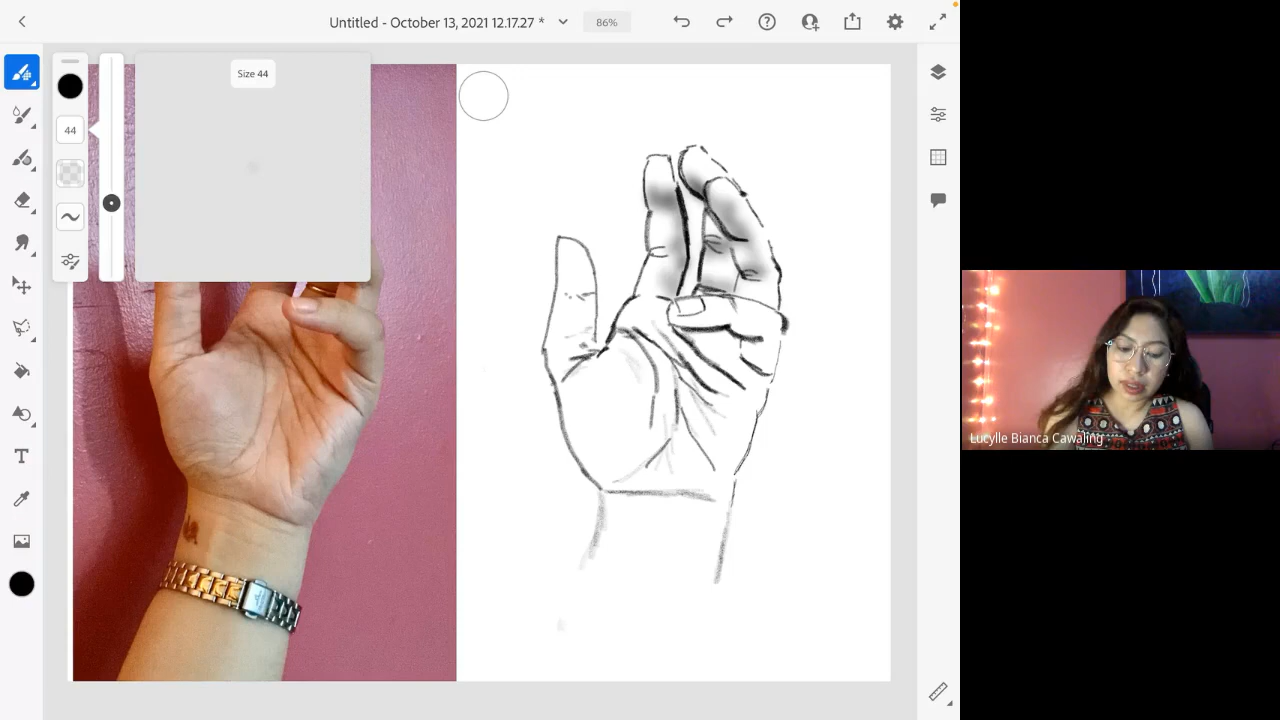 Untitled - October 13, 2021 12.17.27 *
86%
Size 44
44
T
Lucylle Bianca Cawaling